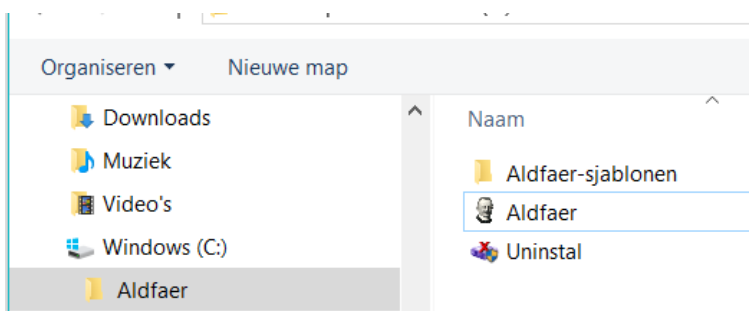 Organiseren Nieuwe map
Downloads
Muziek
Video's
Windows (C:)
Aldfaer
Naam
Aldfaer-sjablonen
Aldfaer
Uninstal